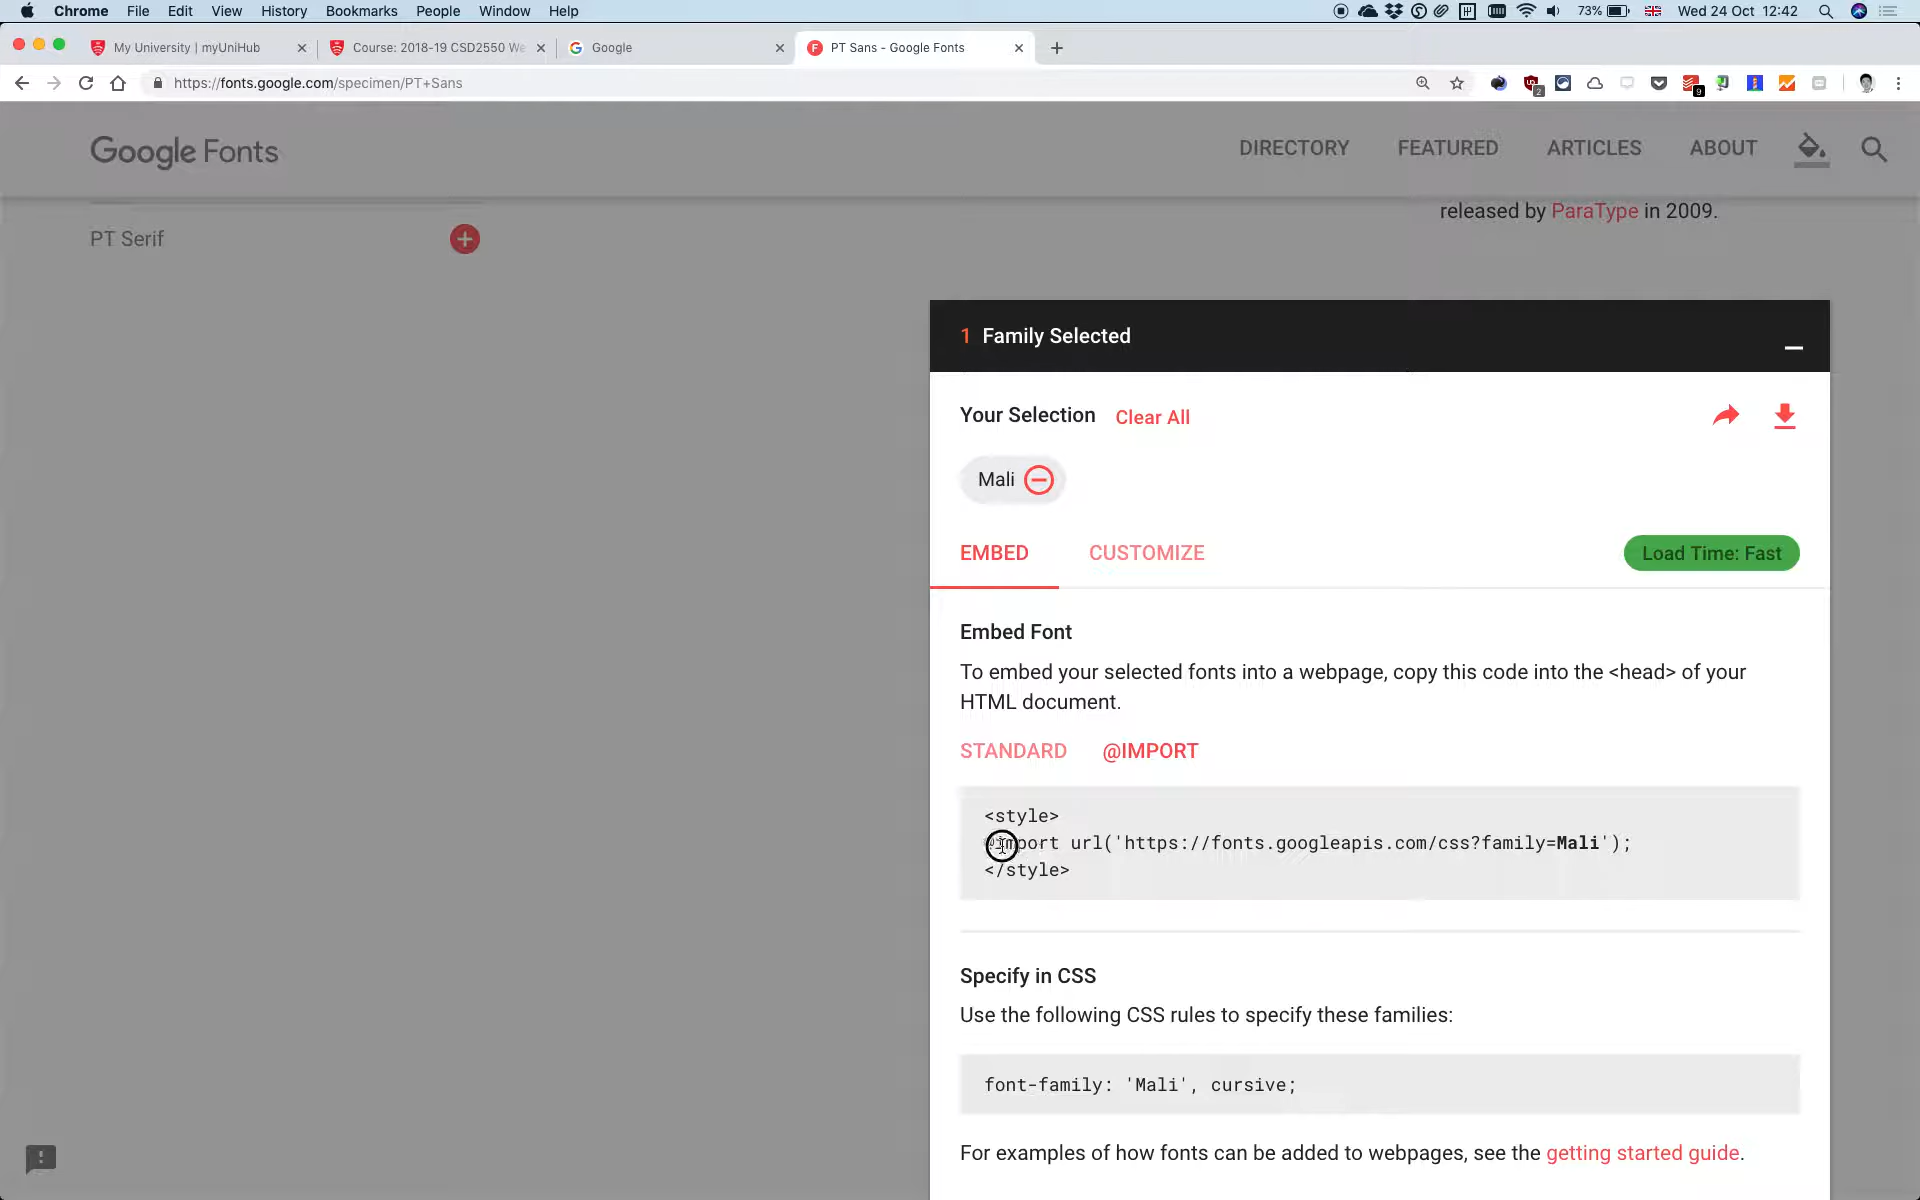 Chrome File Edit View History Bookmarks People Window Help 73% Wed 24 Oct 12:42
My University | myUniHub Course: 2018-19 CSD2550 We Google PT Sans - Google Fonts
https://fonts.google.com/specimen/PT+Sans
2 9
Google Fonts DIRECTORY FEATURED ARTICLES ABOUT
released by ParaType in 2009.
PT Serif
1 Family Selected
Your Selection Clear All
Mali
EMBED CUSTOMIZE Load Time: Fast
Embed Font
To embed your selected fonts into a webpage, copy this code into the <head> of your
HTML document.
STANDARD @IMPORT
<style>
@import url('https://fonts.googleapis.com/css?family=Mali');
</style>
Specify in CSS
Use the following CSS rules to specify these families:
font-family: 'Mali', cursive;
For examples of how fonts can be added to webpages, see the getting started guide.